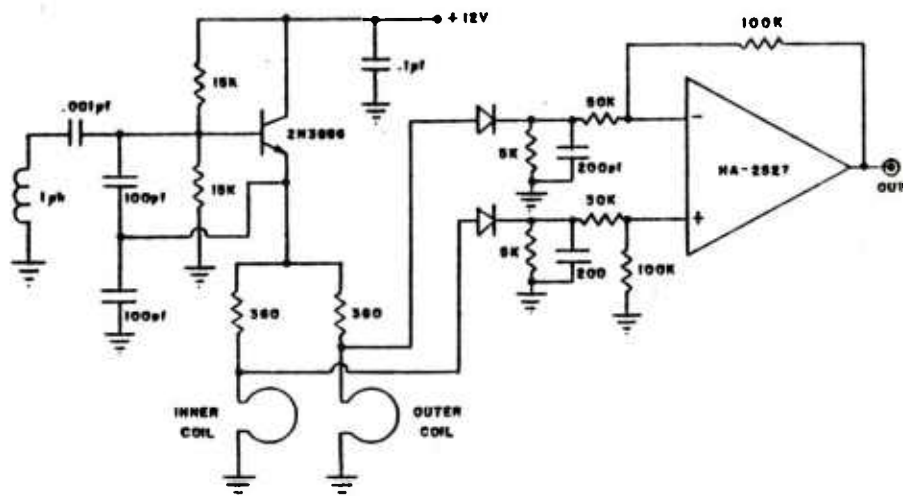 +12V
100K
15K
.1pf
.001pf
50K
2N3866
5K
200pf
HA-2527
OUT
1ph
100pf
15K
50K
5K
200
100K
100pf
360
360
INNER
COIL
OUTER
COIL